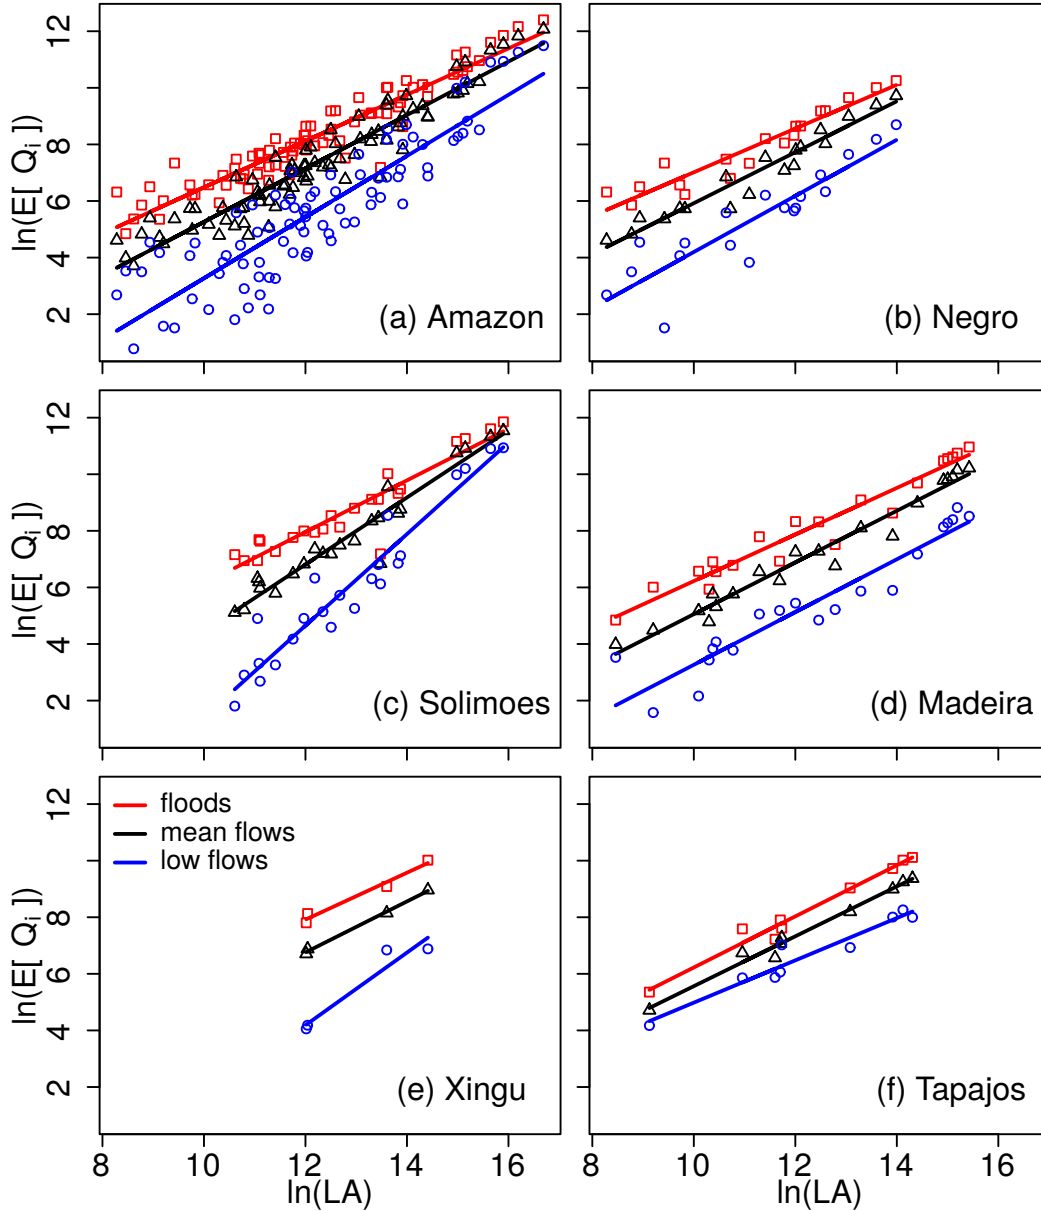 ln(E[ Qi ])
2 4 6 8 12
(a) Amazon
(b) Negro
ln(E[ Qi ])
2 4 6 8 12
(c) Solimoes
(d) Madeira
ln(E[ Qi ])
2 4 6 8 12
floods
mean flows
low flows
(e) Xingu
(f) Tapajos
8 10 12 14 16
8 10 12 14 16
ln(LA)
ln(LA)